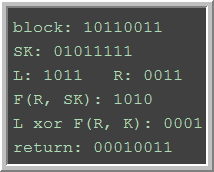 block: 10110011
SK: 01011111
L: 1011   R: 0011
F(R, SK): 1010
L xor F(R, K): 0001
return: 00010011